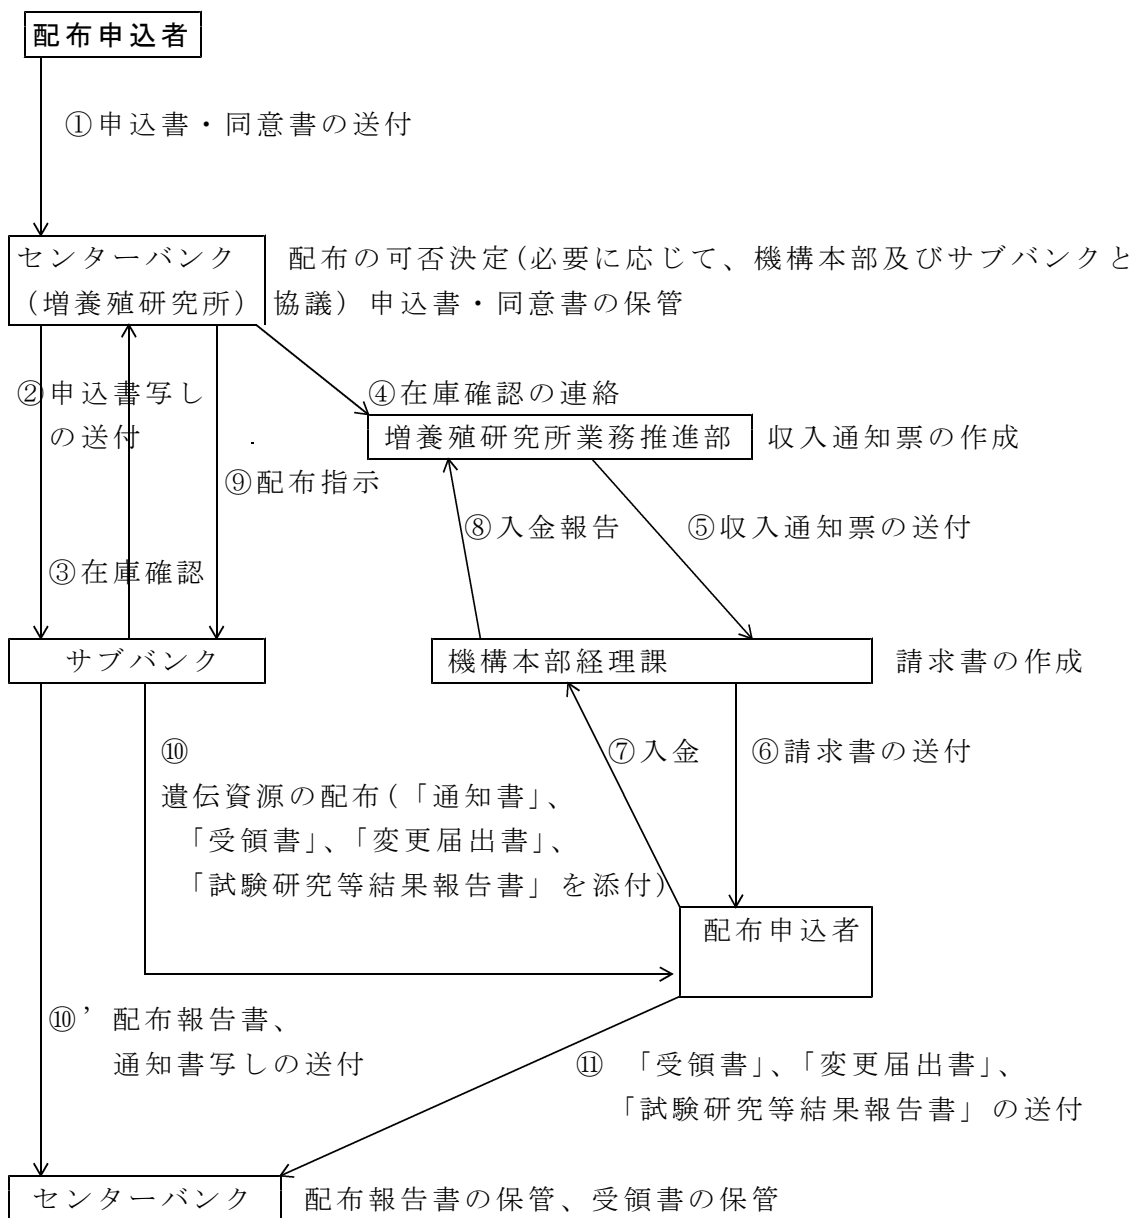 配布申込者
①申込書・同意書の送付
センターバンク
(増養殖研究所)
配布の可否決定(必要に応じて、機構本部及びサブバンクと
協議) 申込書・同意書の保管
②申込書写し
の送付
④在庫確認の連絡
増養殖研究所業務推進部
収入通知票の作成
⑨配布指示
⑧入金報告
⑤収入通知票の送付
③在庫確認
サブバンク
機構本部経理課
請求書の作成
⑩
遺伝資源の配布(「通知書」、
「受領書」、「変更届出書」、
「試験研究等結果報告書」を添付)
⑦入金
⑥請求書の送付
配布申込者
⑩’配布報告書、
通知書写しの送付
⑪ 「受領書」、「変更届出書」、
「試験研究等結果報告書」の送付
センターバンク
配布報告書の保管、受領書の保管